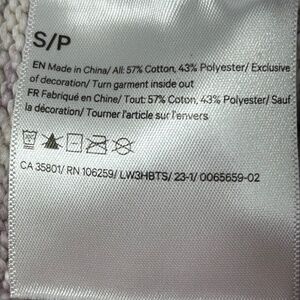 S/P
EN Made in China/ All: 57% Cotton, 43% Polyester/ Exclusive
of decoration/ Turn garment inside out
FR Fabriqué en Chine/ Tout: 57% Coton, 43% Polyester/ Sauf
la décoration/ Tourner l'article sur l'envers
CA 35801/ RN 106259/ LW3HBTS/ 23-1/ 0065659-02